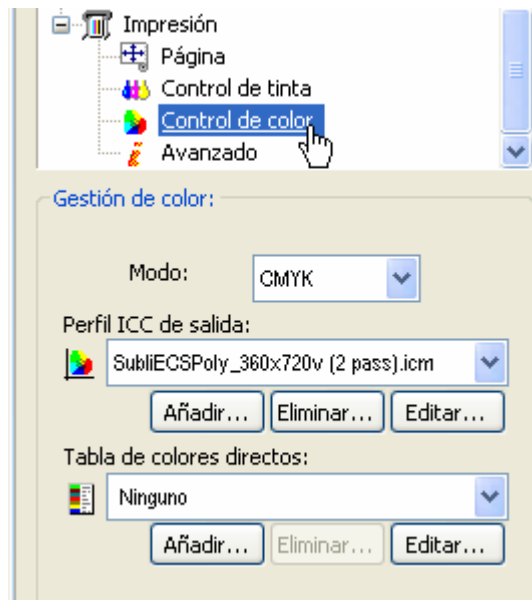 Impresión
Página
Control de tinta
Control de color
Avanzado
Gestión de color:
Modo: CMYK
Perfil ICC de salida:
SubliECSPoly_360x720v (2 pass).icm
Añadir... Eliminar... Editar...
Tabla de colores directos:
Ninguno
Añadir... Eliminar... Editar...